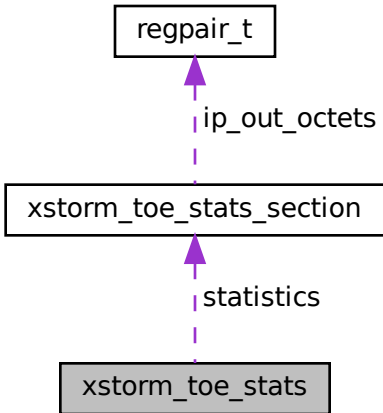 regpair_t
ip_out_octets
xstorm_toe_stats_section
statistics
xstorm_toe_stats